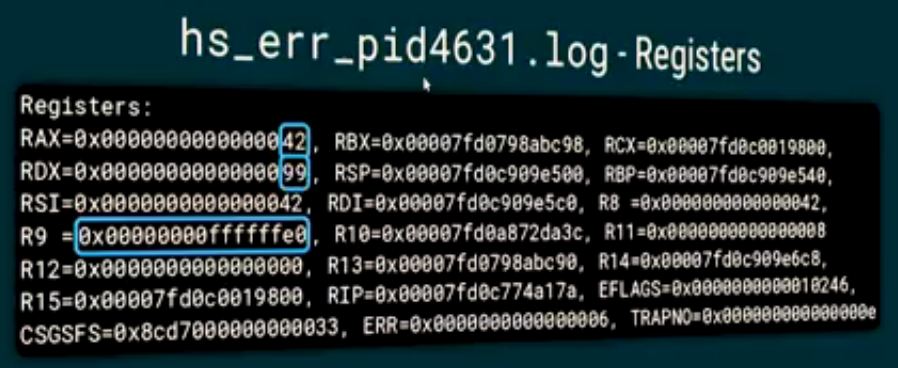 hs_err_pid4631.log - Registers
Registers:
RAX=0x0000000000000042, RBX=0x00007fd0798abc98, RCX=0x00007fd0c0019800,
RDX=0x0000000000000099, RSP=0x00007fd0c909e500, RBP=0x00007fd0c909e540,
RSI=0x0000000000000042, RDI=0x00007fd0c909e5c0, R8 =0x0000000000000042,
R9 =0x00000000ffffffe0, R10=0x00007fd0a872da3c, R11=0x0000000000000008
R12=0x0000000000000000, R13=0x00007fd0798abc90, R14=0x00007fd0c909e6c8,
R15=0x00007fd0c0019800, RIP=0x00007fd0c774a17a, EFLAGS=0x0000000000010246,
CSGSFS=0x8cd7000000000033, ERR=0x0000000000000006, TRAPNO=0x000000000000000e